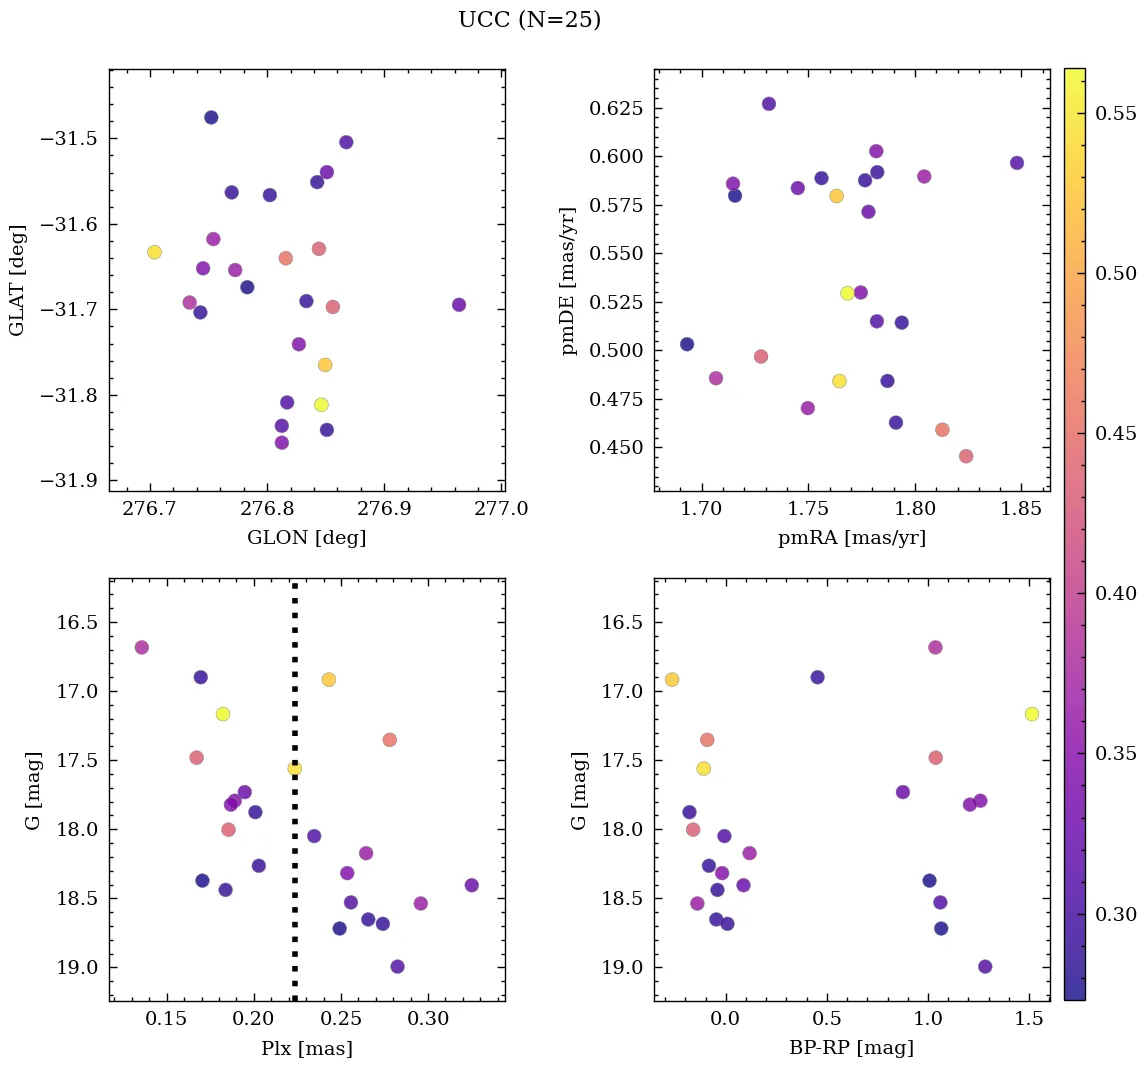 UCC (N=25)
−31.5
−31.6
−31.7
−31.8
−31.9
GLAT [deg]
276.7 276.8 276.9 277.0
GLON [deg]
0.625
0.600
0.575
0.550
0.525
0.500
0.475
0.450
pmDE [mas/yr]
1.70 1.75 1.80 1.85
pmRA [mas/yr]
16.5
17.0
17.5
18.0
18.5
19.0
G [mag]
0.15 0.20 0.25 0.30
Plx [mas]
16.5
17.0
17.5
18.0
18.5
19.0
G [mag]
0.0 0.5 1.0 1.5
BP-RP [mag]
0.55
0.50
0.45
0.40
0.35
0.30